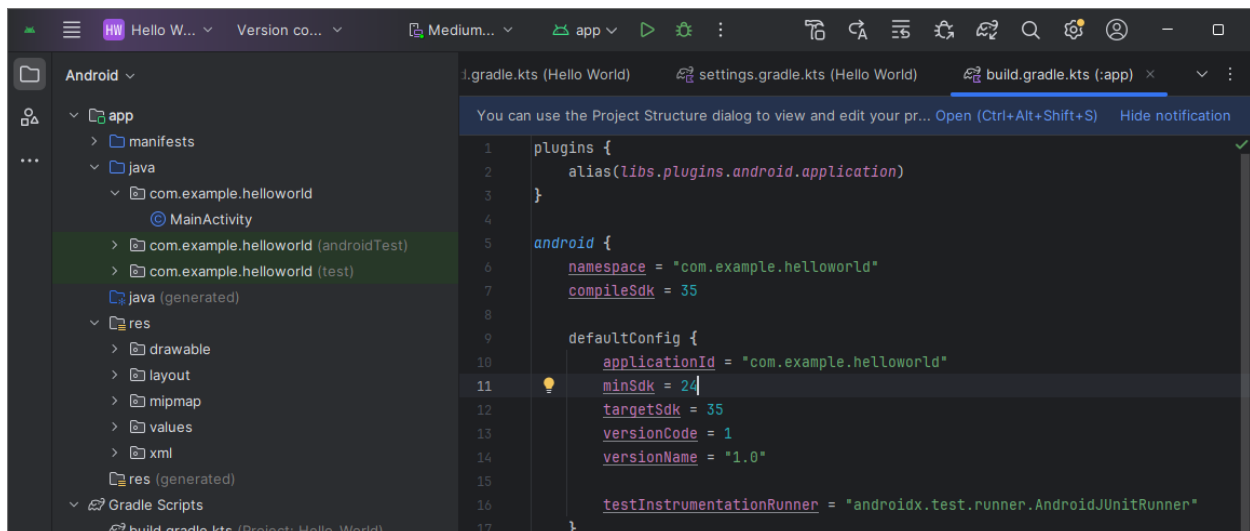 HW Hello W... Version co... Medium... app
Android
app
manifests
java
com.example.helloworld
MainActivity
com.example.helloworld (androidTest)
com.example.helloworld (test)
java (generated)
res
drawable
layout
mipmap
values
xml
res (generated)
Gradle Scripts
build.gradle.kts (Project: Hello_World)
.gradle.kts (Hello World) settings.gradle.kts (Hello World) build.gradle.kts (:app)
You can use the Project Structure dialog to view and edit your pr... Open (Ctrl+Alt+Shift+S) Hide notification
1 plugins {
2 alias(libs.plugins.android.application)
3 }
4
5 android {
6 namespace = "com.example.helloworld"
7 compileSdk = 35
8
9 defaultConfig {
10 applicationId = "com.example.helloworld"
11 minSdk = 24
12 targetSdk = 35
13 versionCode = 1
14 versionName = "1.0"
15
16 testInstrumentationRunner = "androidx.test.runner.AndroidJUnitRunner"
17 }